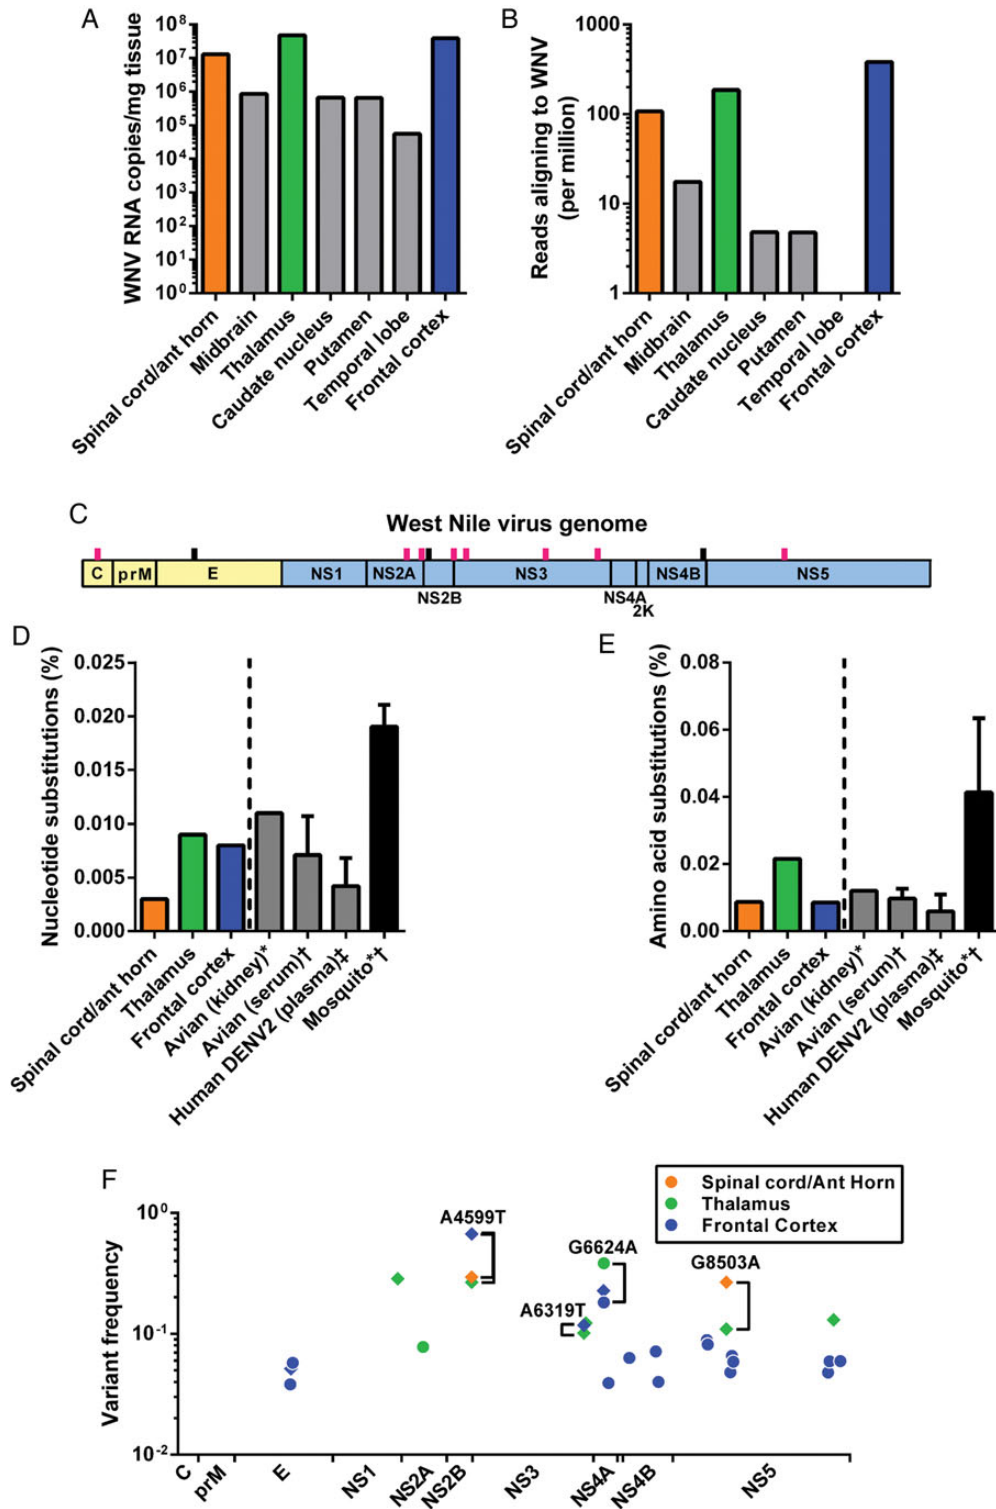 A
WNV RNA copies/mg tissue
10⁸
10⁷
10⁶
10⁵
10⁴
10³
10²
10¹
10⁰
Spinal cord/ant horn
Midbrain
Thalamus
Caudate nucleus
Putamen
Temporal lobe
Frontal cortex
B
Reads aligning to WNV
(per million)
1000
100
10
1
Spinal cord/ant horn
Midbrain
Thalamus
Caudate nucleus
Putamen
Temporal lobe
Frontal cortex
C
West Nile virus genome
C prM E NS1 NS2A NS3 NS4B NS5
NS2B NS4A
2K
D
Nucleotide substitutions (%)
0.025
0.020
0.015
0.010
0.005
0.000
Spinal cord/ant horn
Thalamus
Frontal cortex
Avian (kidney)*
Avian (serum)†
Human DENV2 (plasma)‡
Mosquito*†
E
Amino acid substitutions (%)
0.08
0.06
0.04
0.02
0.00
Spinal cord/ant horn
Thalamus
Frontal cortex
Avian (kidney)*
Avian (serum)†
Human DENV2 (plasma)‡
Mosquito*†
F
Spinal cord/Ant Horn
Thalamus
Frontal Cortex
Variant frequency
10⁰
10⁻¹
10⁻²
A4599T
G6624A
G8503A
A6319T
C
prM
E
NS1
NS2A
NS2B
NS3
NS4A
NS4B
NS5